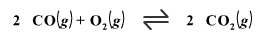 2 CO(g) + O₂(g) ⇌ 2 CO₂(g)